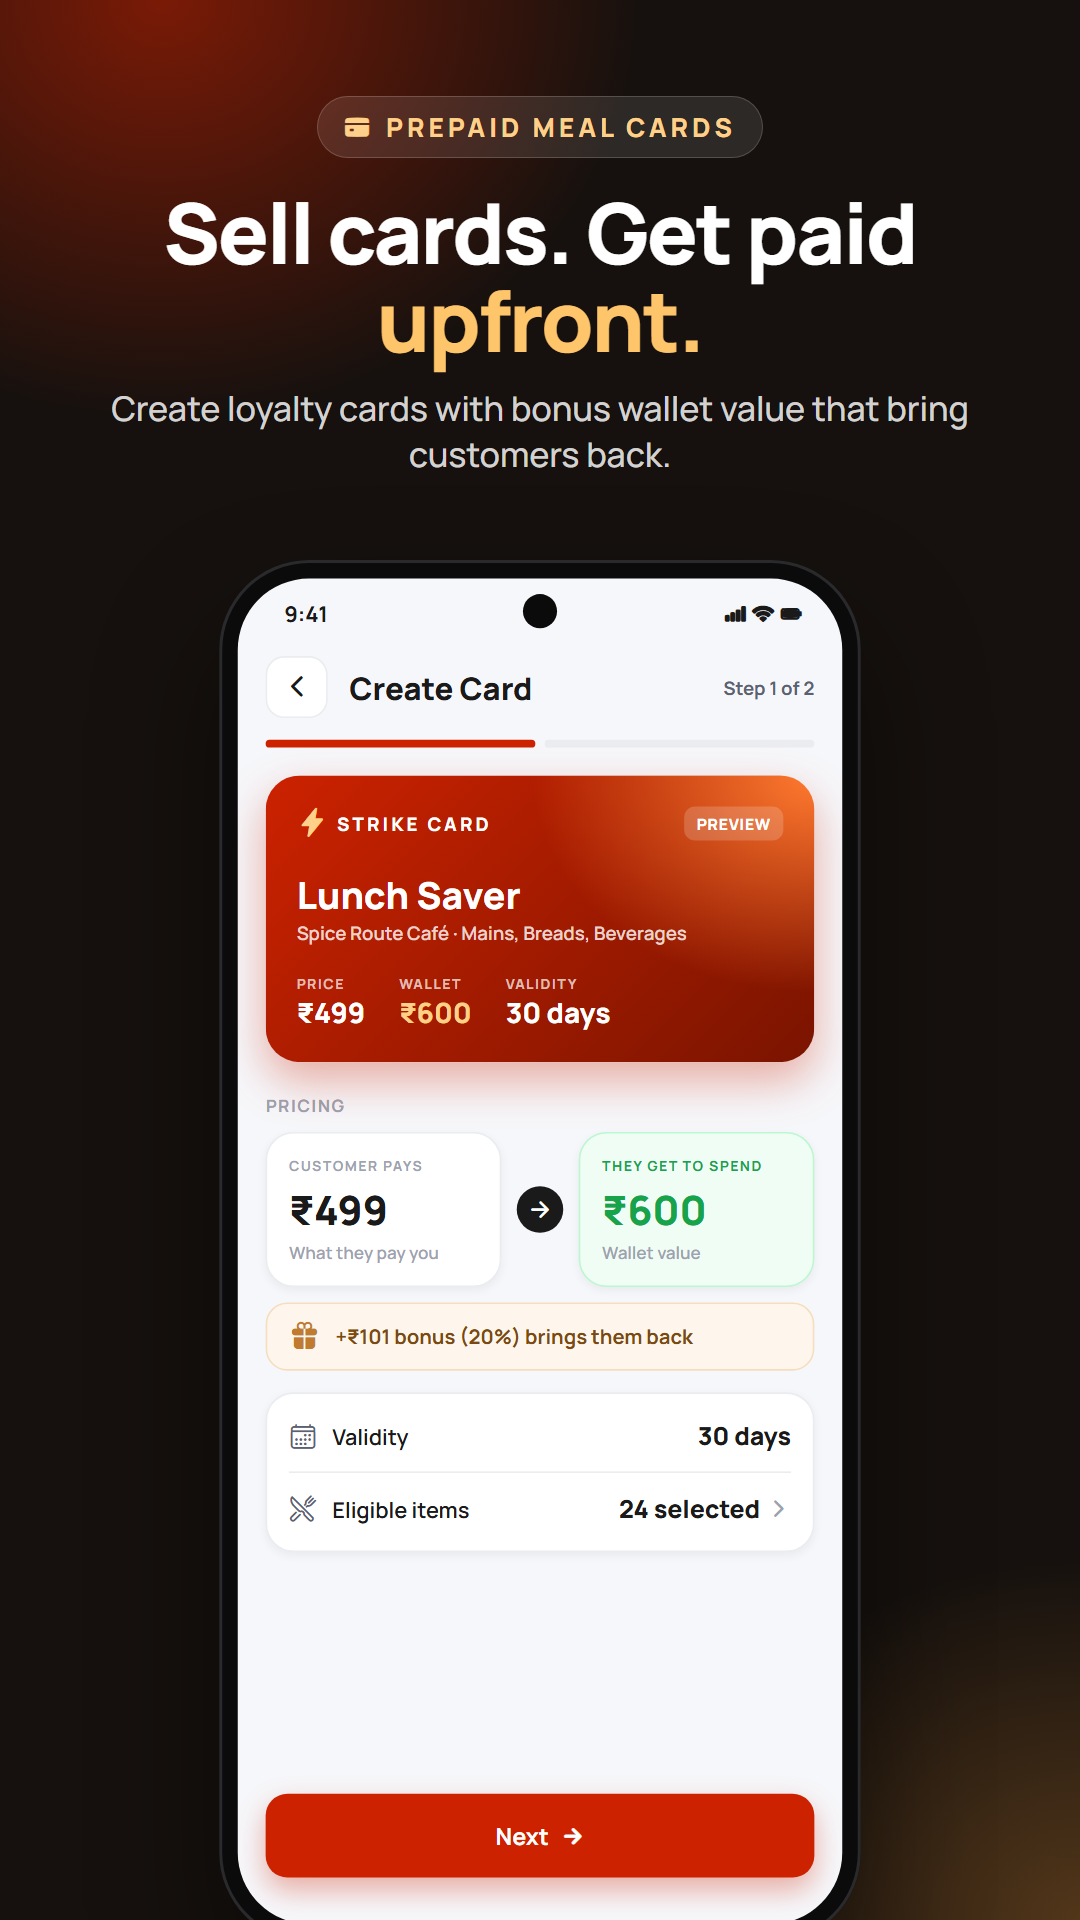 PREPAID MEAL CARDS
Sell cards. Get paid
upfront.
Create loyalty cards with bonus wallet value that bring
customers back.
9:41
Create Card
Step 1 of 2
STRIKE CARD
PREVIEW
Lunch Saver
Spice Route Café · Mains, Breads, Beverages
PRICE WALLET VALIDITY
₹499 ₹600 30 days
PRICING
CUSTOMER PAYS
₹499
What they pay you
THEY GET TO SPEND
₹600
Wallet value
+₹101 bonus (20%) brings them back
Validity 30 days
Eligible items 24 selected
Next